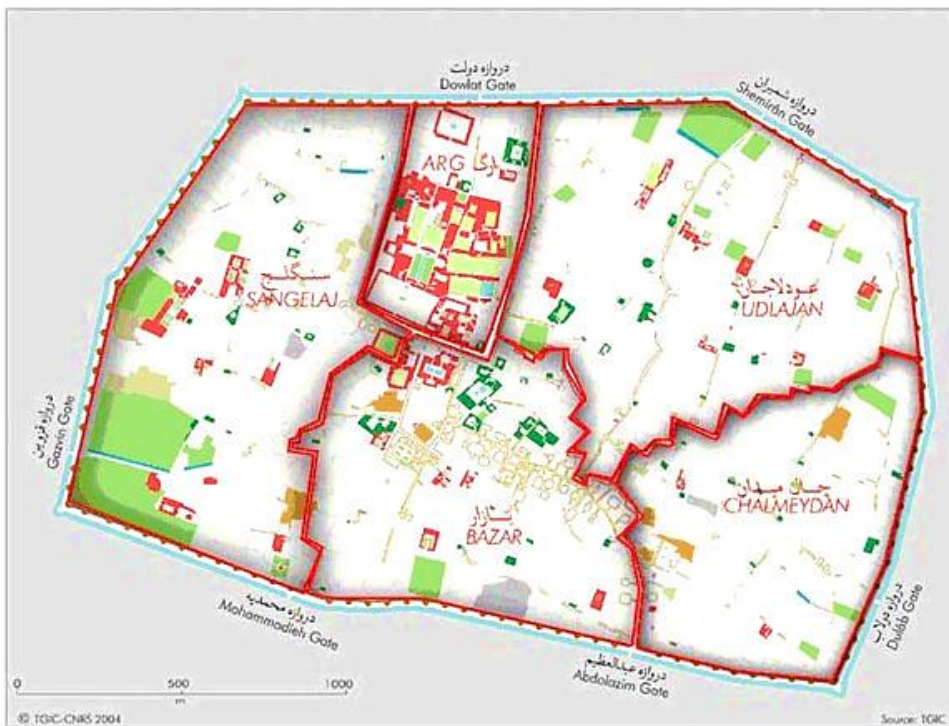 دروازه دولت
Dowlat Gate
دروازه شمیران
Shemirân Gate
ARG ارگ
سنگلج
SANGELAJ
عودلاجان
UDLAJAN
دروازه قزوین
Gazvin Gate
چال میدان
CHALMEYDAN
بازار
BAZAR
دروازه محمدیه
Mohammadieh Gate
دروازه دولاب
Dulâb Gate
دروازه عبدالعظیم
Abdolazim Gate
0 500 1000
m
© TGIC-CNRS 2004
Source: TGIC